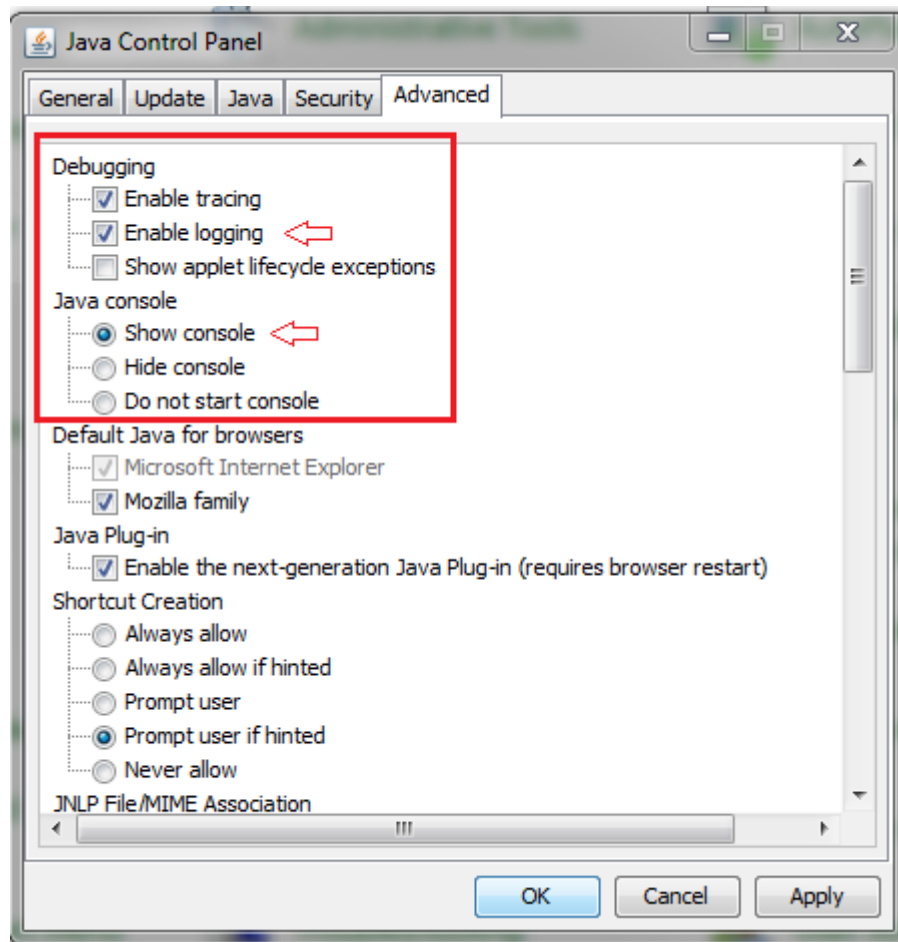 Java Control Panel
General Update Java Security Advanced
Debugging
Enable tracing
Enable logging
Show applet lifecycle exceptions
Java console
Show console
Hide console
Do not start console
Default Java for browsers
Microsoft Internet Explorer
Mozilla family
Java Plug-in
Enable the next-generation Java Plug-in (requires browser restart)
Shortcut Creation
Always allow
Always allow if hinted
Prompt user
Prompt user if hinted
Never allow
JNLP File/MIME Association
OK Cancel Apply